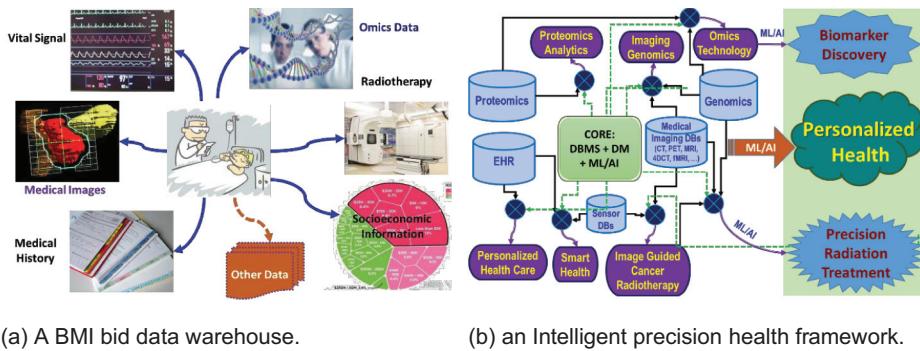 Vital Signal
Omics Data
Radiotherapy
Medical Images
Medical
History
Socioeconomic
Information
Other Data
(a) A BMI bid data warehouse.
Proteomics
Analytics
Imaging
Genomics
Omics
Technology
ML/AI
Biomarker
Discovery
Proteomics
Genomics
CORE:
DBMS + DM
+ ML/AI
Medical
Imaging DBs
(CT, PET, MRI,
4DCT, fMRI, ...)
ML/AI
Personalized
Health
EHR
Sensor
DBs
ML/AI
Personalized
Health Care
Smart
Health
Image Guided
Cancer
Radiotherapy
Precision
Radiation
Treatment
(b) an Intelligent precision health framework.